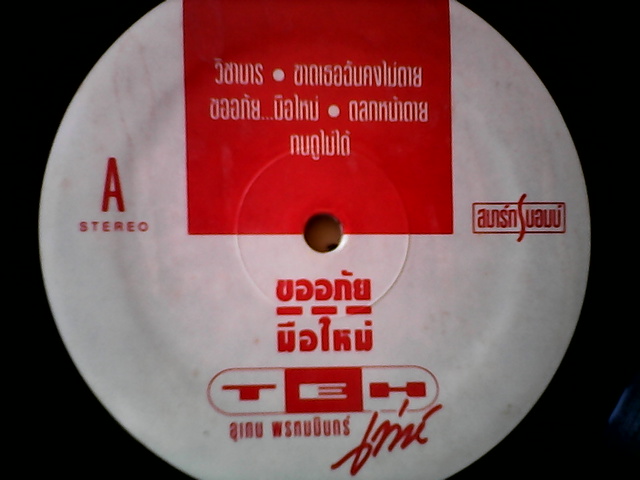 วิชามาร • ขาดเธอฉันคงไม่ตาย
ขออภัย...มือใหม่ • ตลกหน้าตาย
ทนดูไม่ได้
A
STEREO
สมาร์ทบอมบ์
ขออภัย
มือใหม่
TEH
อุเทน พรหมมินทร์
เท่ห์